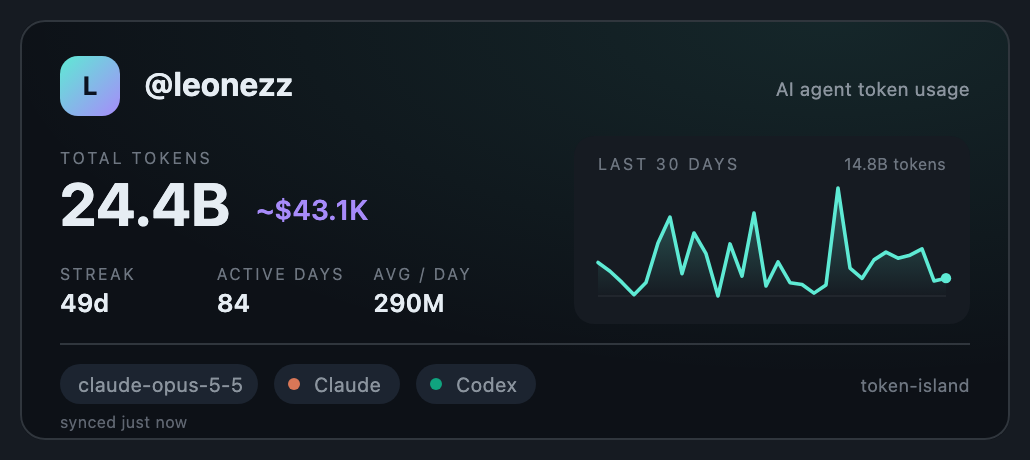 L
@leonezz
AI agent token usage
TOTAL TOKENS
24.4B ~$43.1K
LAST 30 DAYS 14.8B tokens
STREAK ACTIVE DAYS AVG / DAY
49d 84 290M
claude-opus-5-5 Claude Codex token-island
synced just now